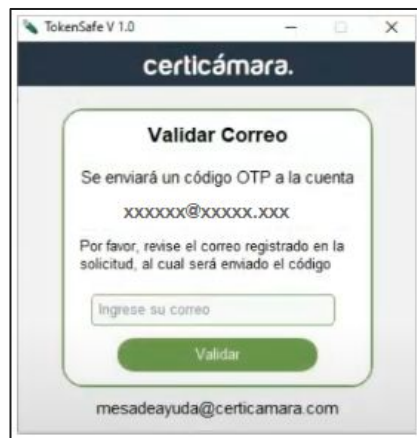 TokenSafe V 1.0
certicámara.
Validar Correo
Se enviará un código OTP a la cuenta
xxxxxx@xxxxx.xxx
Por favor, revise el correo registrado en la
solicitud, al cual será enviado el código
Ingrese su correo
Validar
mesadeayuda@certicamara.com